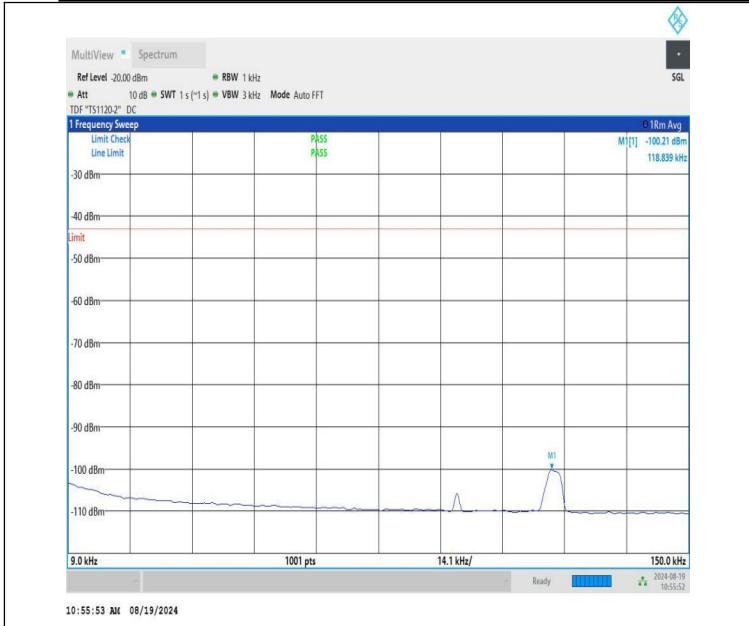 MultiView Spectrum
Ref Level -20.00 dBm RBW 1 kHz SGL
Att 10 dB SWT 1 s (~1 s) VBW 3 kHz Mode Auto FFT
TDF "TS1120-2" DC
1 Frequency Sweep 1Rm Avg
Limit Check PASS M1[1] -100.21 dBm
Line Limit PASS 118.839 kHz
-30 dBm
-40 dBm
Limit
-50 dBm
-60 dBm
-70 dBm
-80 dBm
-90 dBm
M1
-100 dBm
-110 dBm
9.0 kHz 1001 pts 14.1 kHz/ 150.0 kHz
Ready 2024-08-19
10:55:52
10:55:53 AM 08/19/2024